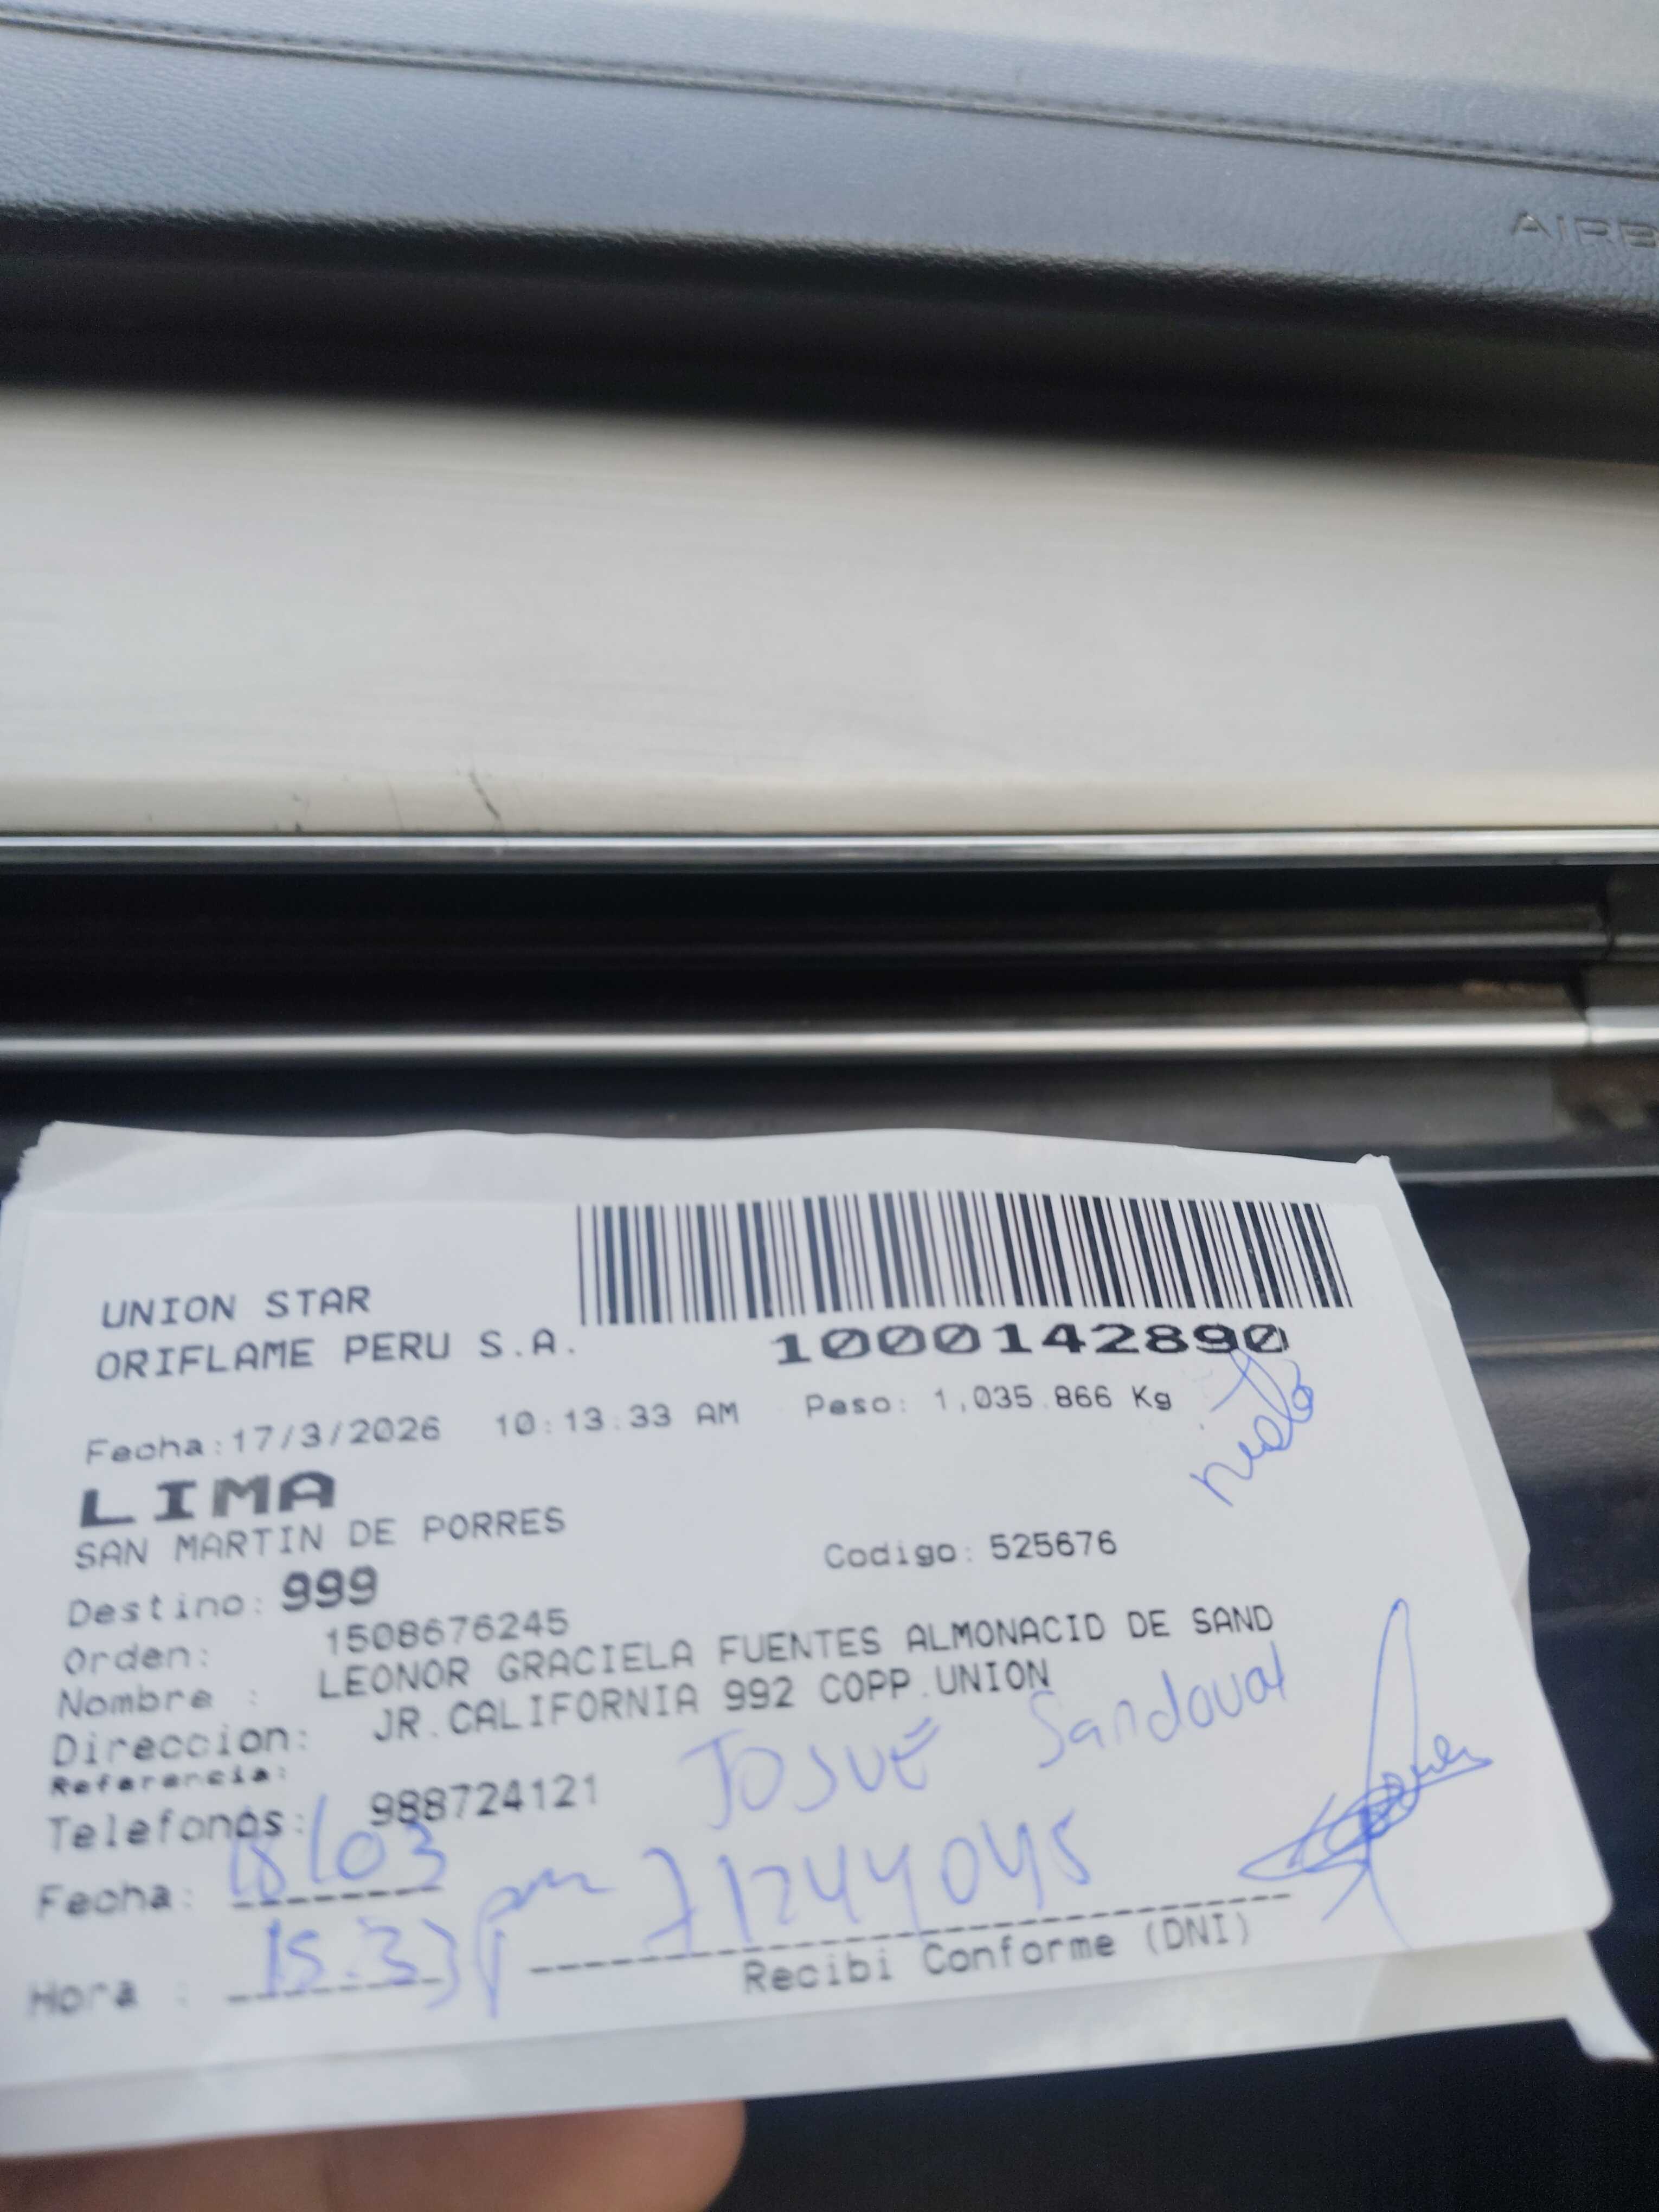 AIRB
UNION STAR
ORIFLAME PERU S.A.
1000142890
Fecha:17/3/2026 10:13:33 AM Peso: 1,035.866 Kg
nieto
LIMA
SAN MARTIN DE PORRES
Destino: 999 Codigo: 525676
Orden: 1508676245
Nombre : LEONOR GRACIELA FUENTES ALMONACID DE SAND
Direccion: JR.CALIFORNIA 992 COPP.UNION
Referencia:
Telefonos: 988724121
JOSUE Sandoval
Fecha: 18/03
71244045
Hora : 15:33 pm
Recibi Conforme (DNI)